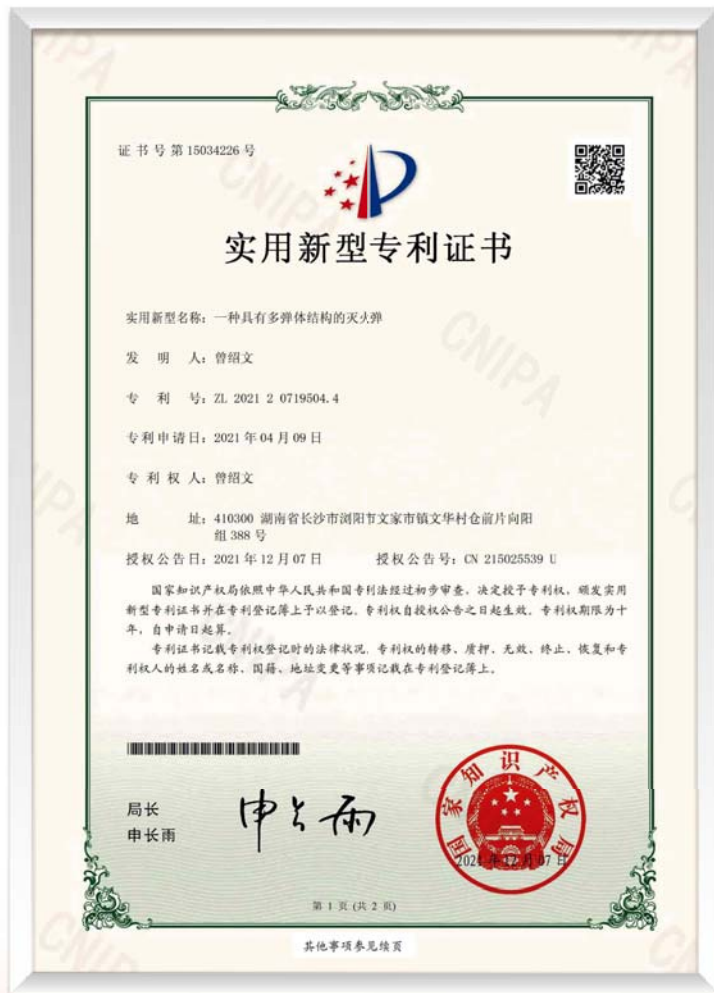 证书号第15034226号
实用新型专利证书
实用新型名称：一种具有多弹体结构的灭火弹
发明人：曾绍文
专利号：ZL 2021 2 0719504.4
专利申请日：2021年04月09日
专利权人：曾绍文
地址：410300 湖南省长沙市浏阳市文家市镇文华村仓前片向阳
组388号
授权公告日：2021年12月07日 授权公告号：CN 215025539 U
国家知识产权局依照中华人民共和国专利法经过初步审查，决定授予专利权，颁发实用
新型专利证书并在专利登记簿上予以登记。专利权自授权公告之日起生效。专利权期限为十
年，自申请日起算。
专利证书记载专利权登记时的法律状况。专利权的转移、质押、无效、终止、恢复和专
利权人的姓名或名称、国籍、地址变更等事项记载在专利登记簿上。
局长
申长雨
申长雨
国家知识产权局
2021年12月07日
第1页(共2页)
其他事项参见续页
CNIPA
CNIPA
CNIPA
CNIPA